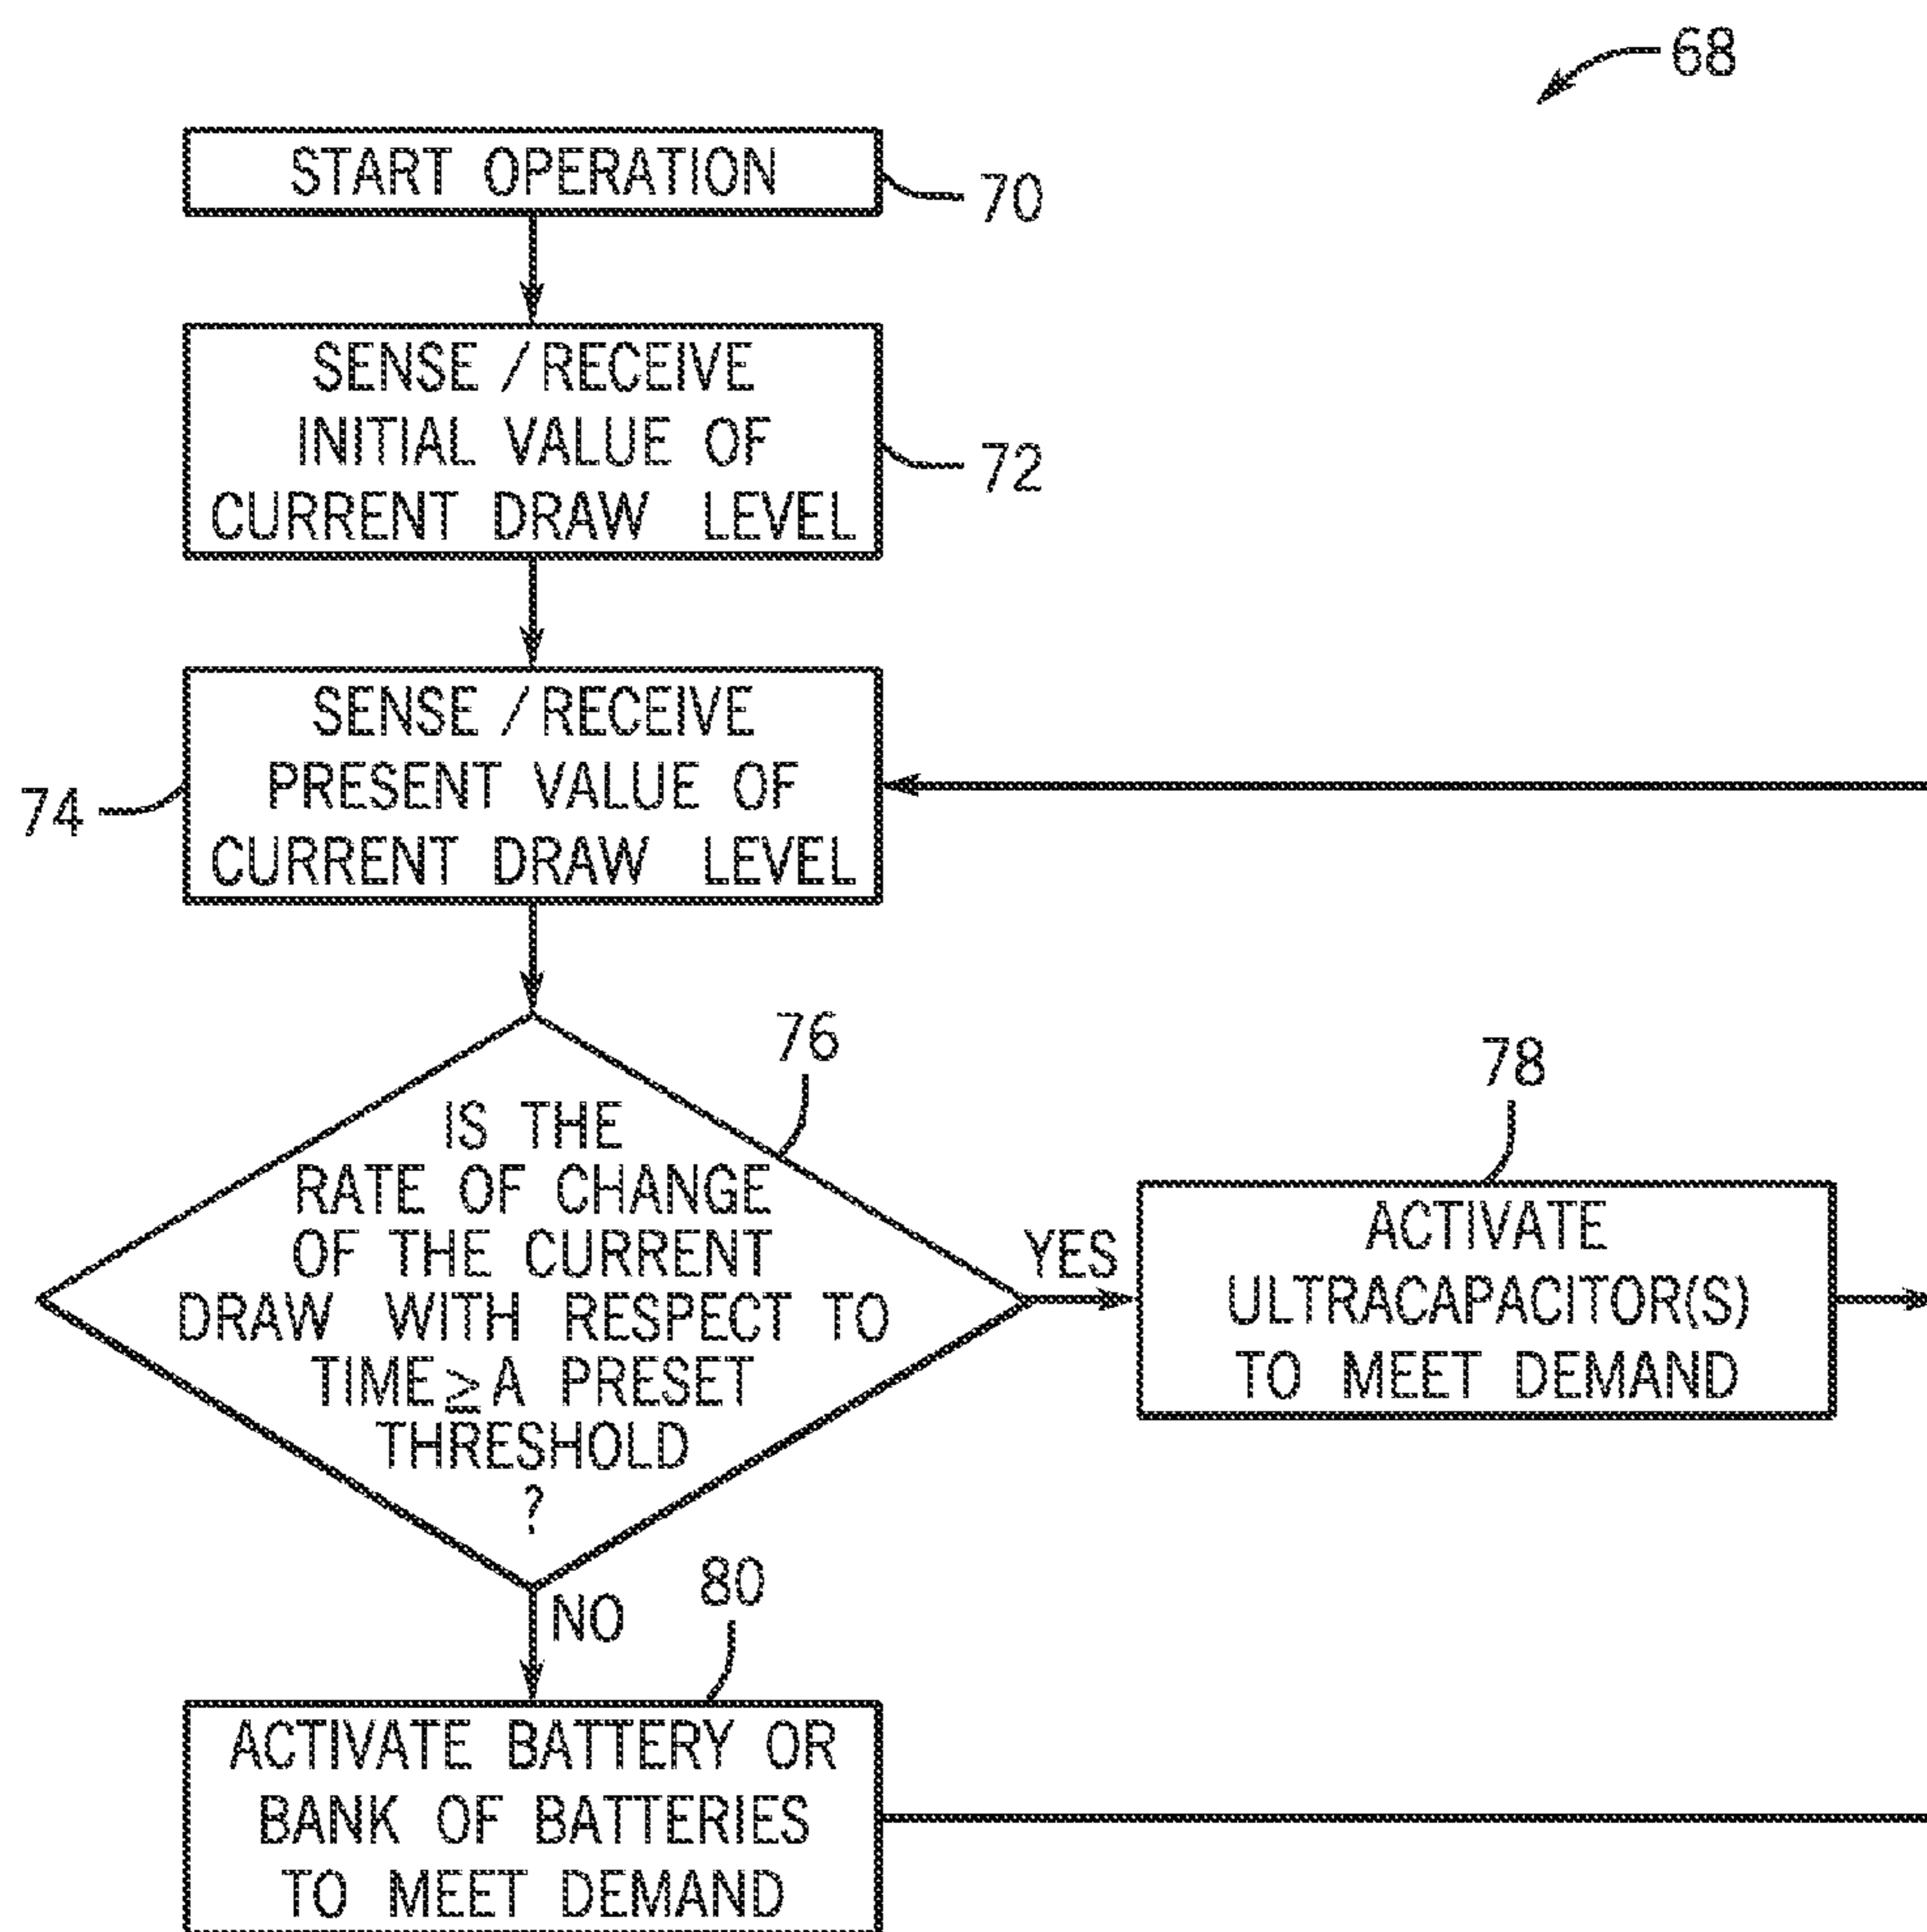 68
START OPERATION
70
SENSE / RECEIVE
INITIAL VALUE OF
CURRENT DRAW LEVEL
72
SENSE / RECEIVE
PRESENT VALUE OF
CURRENT DRAW LEVEL
74
76
IS THE
RATE OF CHANGE
OF THE CURRENT
DRAW WITH RESPECT TO
TIME ≥ A PRESET
THRESHOLD
?
YES
78
ACTIVATE
ULTRACAPACITOR(S)
TO MEET DEMAND
NO
80
ACTIVATE BATTERY OR
BANK OF BATTERIES
TO MEET DEMAND